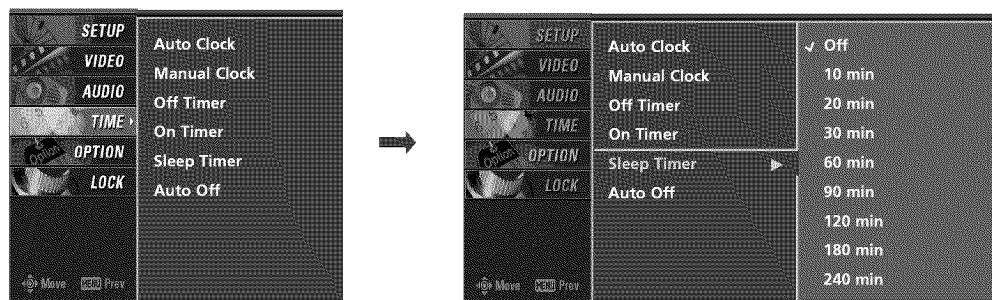 SETUP
VIDEO
AUDIO
TIME
OPTION
LOCK
Option
Auto Clock
Manual Clock
Off Timer
On Timer
Sleep Timer
Auto Off
Move MENU Prev
SETUP
VIDEO
AUDIO
TIME
OPTION
LOCK
Option
Auto Clock
Manual Clock
Off Timer
On Timer
Sleep Timer
Auto Off
Move MENU Prev
✓ Off
10 min
20 min
30 min
60 min
90 min
120 min
180 min
240 min